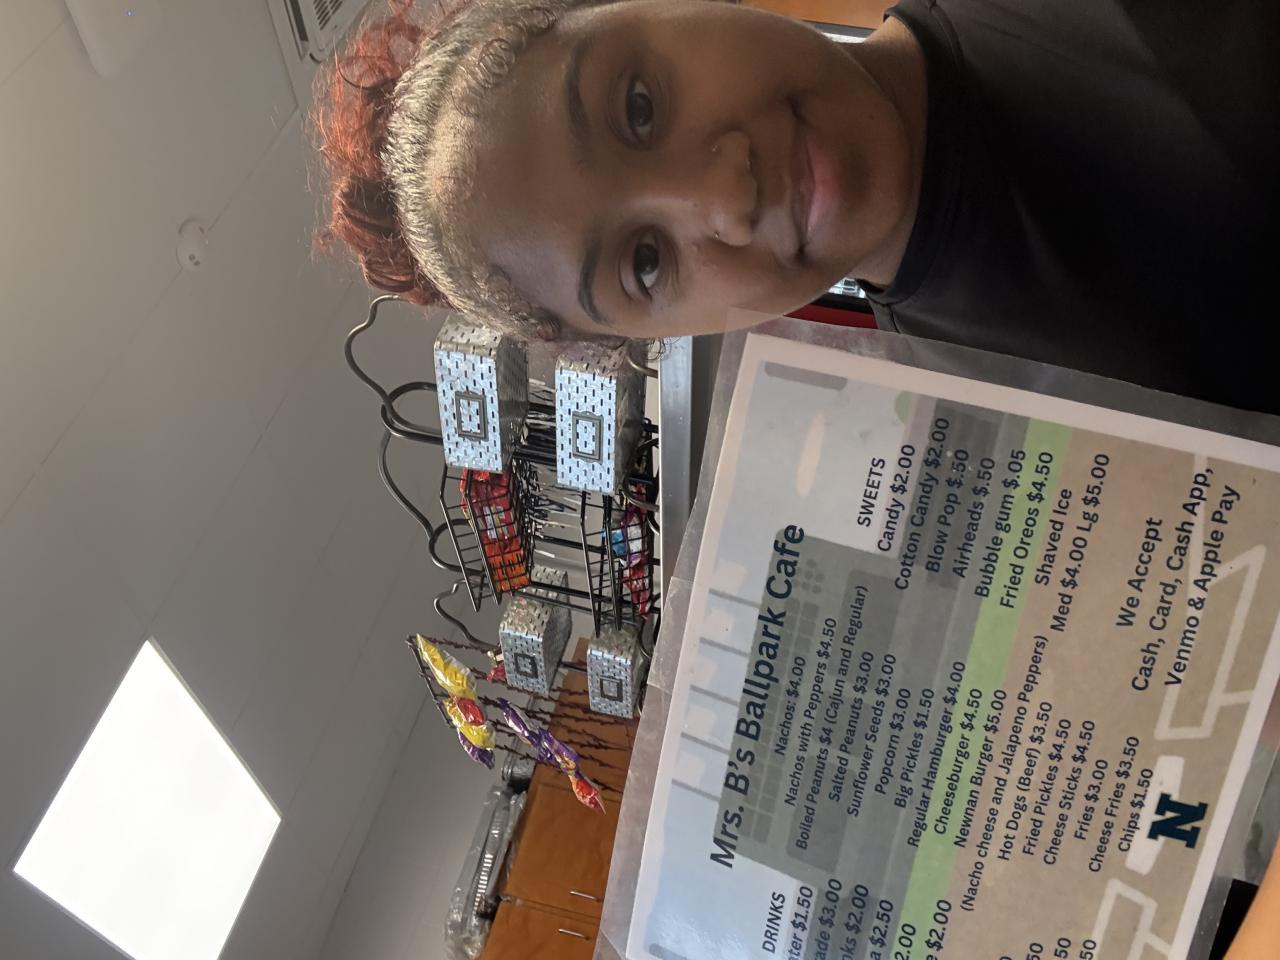 Mrs. B's Ballpark Cafe
DRINKS
$1.50
$3.00
$2.00
$2.50
2.00
$2.00
Nachos: $4.00
Nachos with Peppers $4.50
Boiled Peanuts $4 (Cajun and Regular)
Salted Peanuts $3.00
Sunflower Seeds $3.00
Popcorn $3.00
Big Pickles $1.50
Regular Hamburger $4.00
Cheeseburger $4.50
Newnan Burger $5.00
(Nacho cheese and Jalapeno Peppers)
Hot Dogs (Beef) $3.50
Fried Pickles $4.50
Cheese Sticks $4.50
Fries $3.00
Cheese Fries $3.50
Chips $1.50
N
SWEETS
Candy $2.00
Cotton Candy $2.00
Blow Pop $.50
Airheads $.50
Bubble gum $.05
Fried Oreos $4.50
Shaved Ice
Med $4.00 Lg $5.00
We Accept
Cash, Card, Cash App,
Venmo & Apple Pay